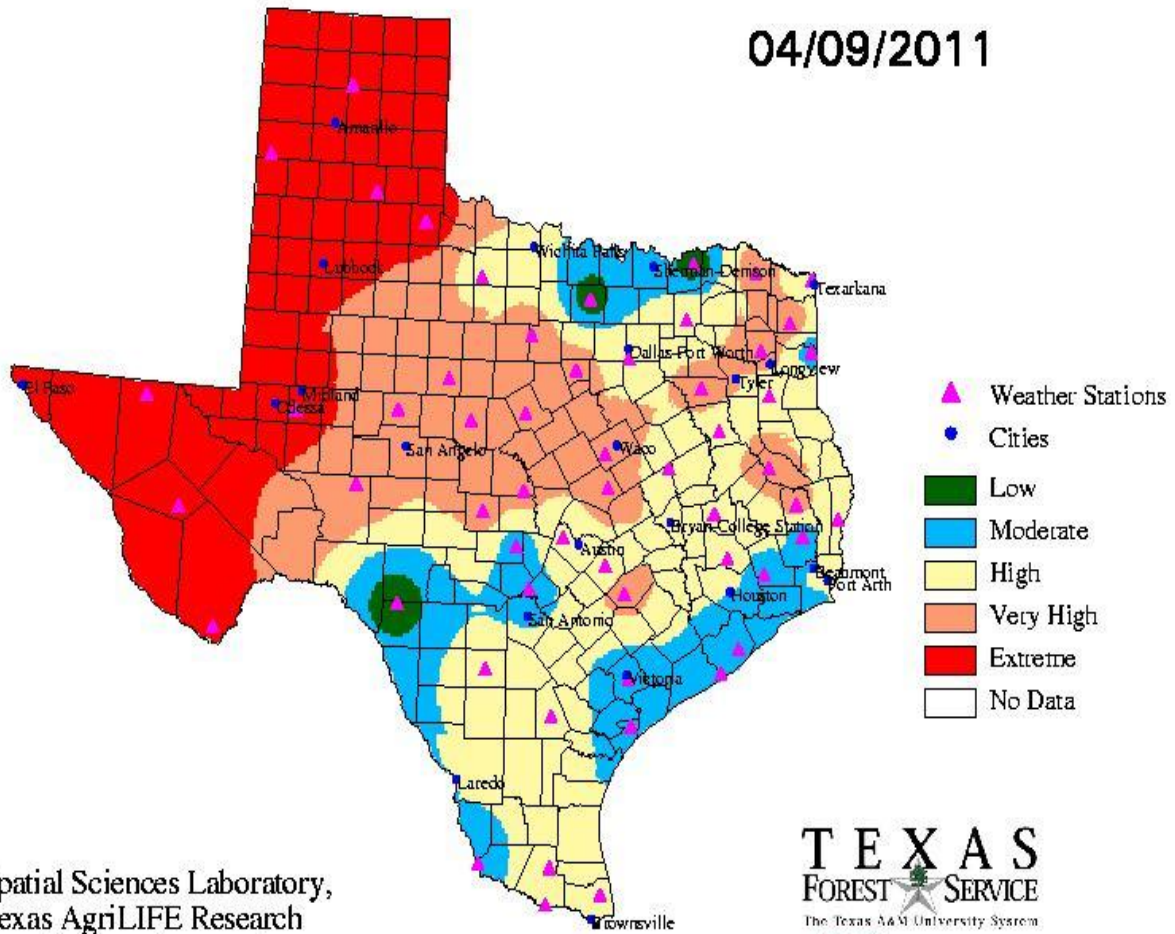 04/09/2011
Amarillo
Lubbock
Wichita Falls
Sherman-Denison
Texarkana
Dallas Fort Worth
Longview
Tyler
El Paso
Midland
Odessa
San Angelo
Waco
Bryan College Station
Austin
Beaumont
Port Arth
Houston
San Antonio
Victoria
Laredo
Brownsville
Weather Stations
Cities
Low
Moderate
High
Very High
Extreme
No Data
patial Sciences Laboratory,
exas AgriLIFE Research
TEXAS
FOREST SERVICE
The Texas A&M University System